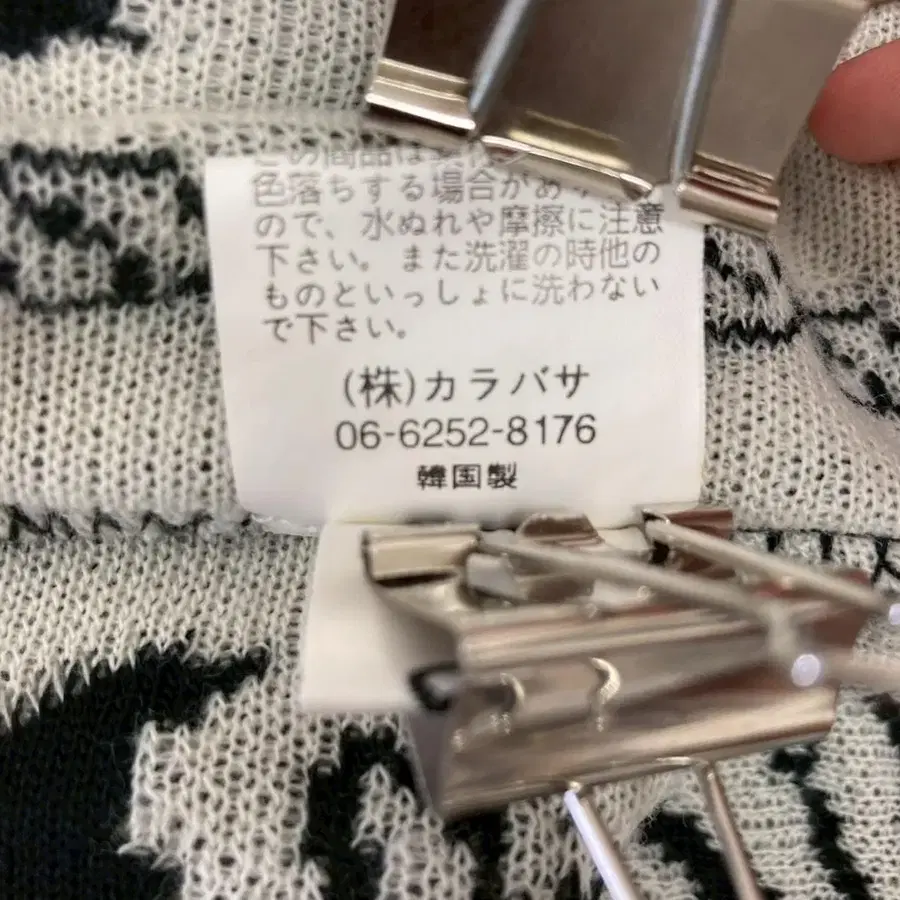 この商品は
色落ちする場合があ
ので、水ぬれや摩擦に注意
下さい。また洗濯の時他の
ものといっしょに洗わない
で下さい。
(株)カラバサ
06-6252-8176
韓国製